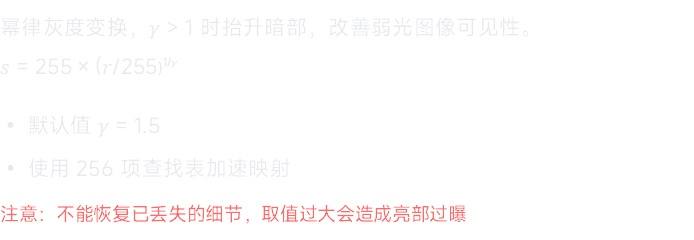 幂律灰度变换，γ > 1 时抬升暗部，改善弱光图像可见性。
s = 255 × (r/255)^{1/γ}
• 默认值 γ = 1.5
• 使用 256 项查找表加速映射
注意：不能恢复已丢失的细节，取值过大会造成亮部过曝